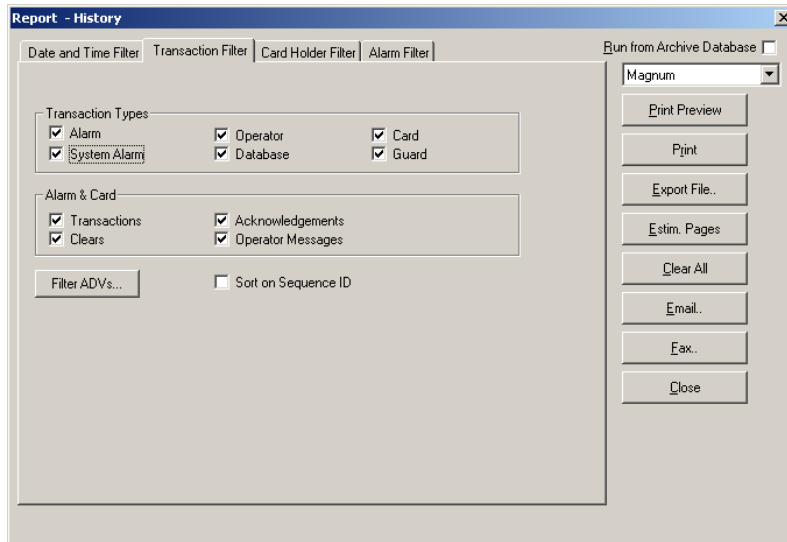 Report - History
Date and Time Filter Transaction Filter Card Holder Filter Alarm Filter
Run from Archive Database
Magnum
Transaction Types
Alarm Operator Card
System Alarm Database Guard
Alarm & Card
Transactions Acknowledgements
Clears Operator Messages
Filter ADVs... Sort on Sequence ID
Print Preview
Print
Export File..
Estim. Pages
Clear All
Email..
Fax..
Close